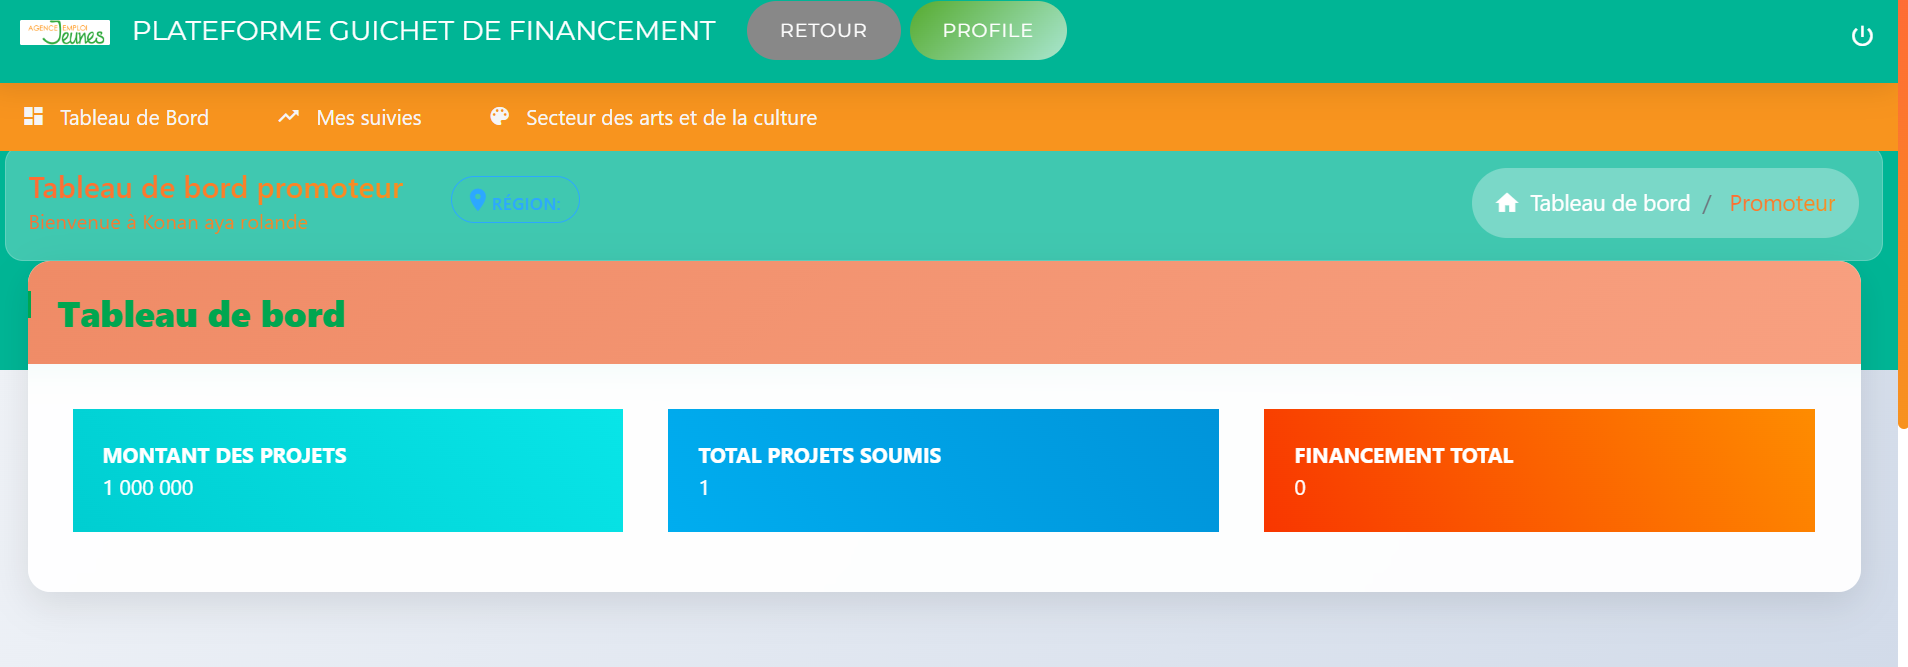 AGENCE EMPLOI
Jeunes
PLATEFORME GUICHET DE FINANCEMENT
RETOUR
PROFILE
Tableau de Bord
Mes suivies
Secteur des arts et de la culture
Tableau de bord promoteur
Bienvenue à Konan aya rolande
RÉGION:
Tableau de bord / Promoteur
Tableau de bord
MONTANT DES PROJETS
1 000 000
TOTAL PROJETS SOUMIS
1
FINANCEMENT TOTAL
0